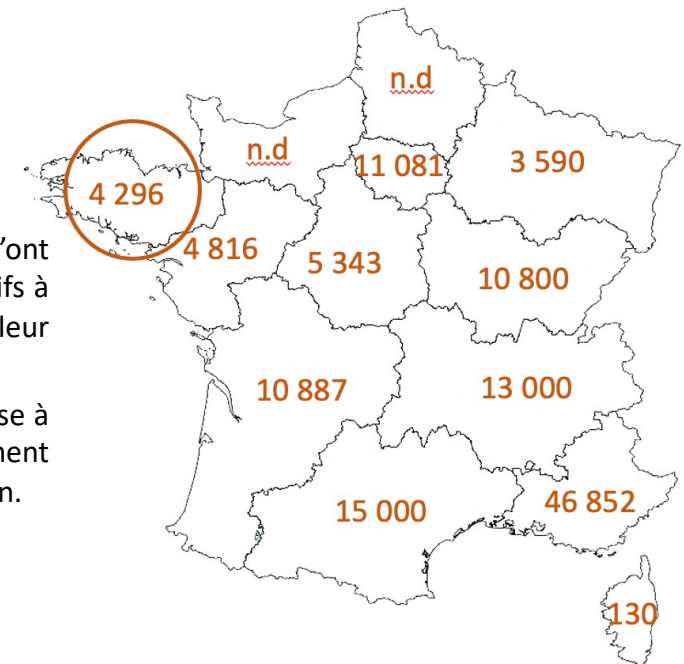 n.d
n.d
11 081
3 590
4 296
4 816
5 343
10 800
'ont
ifs à
leur
10 887
13 000
se à
ment
n.
15 000
46 852
130